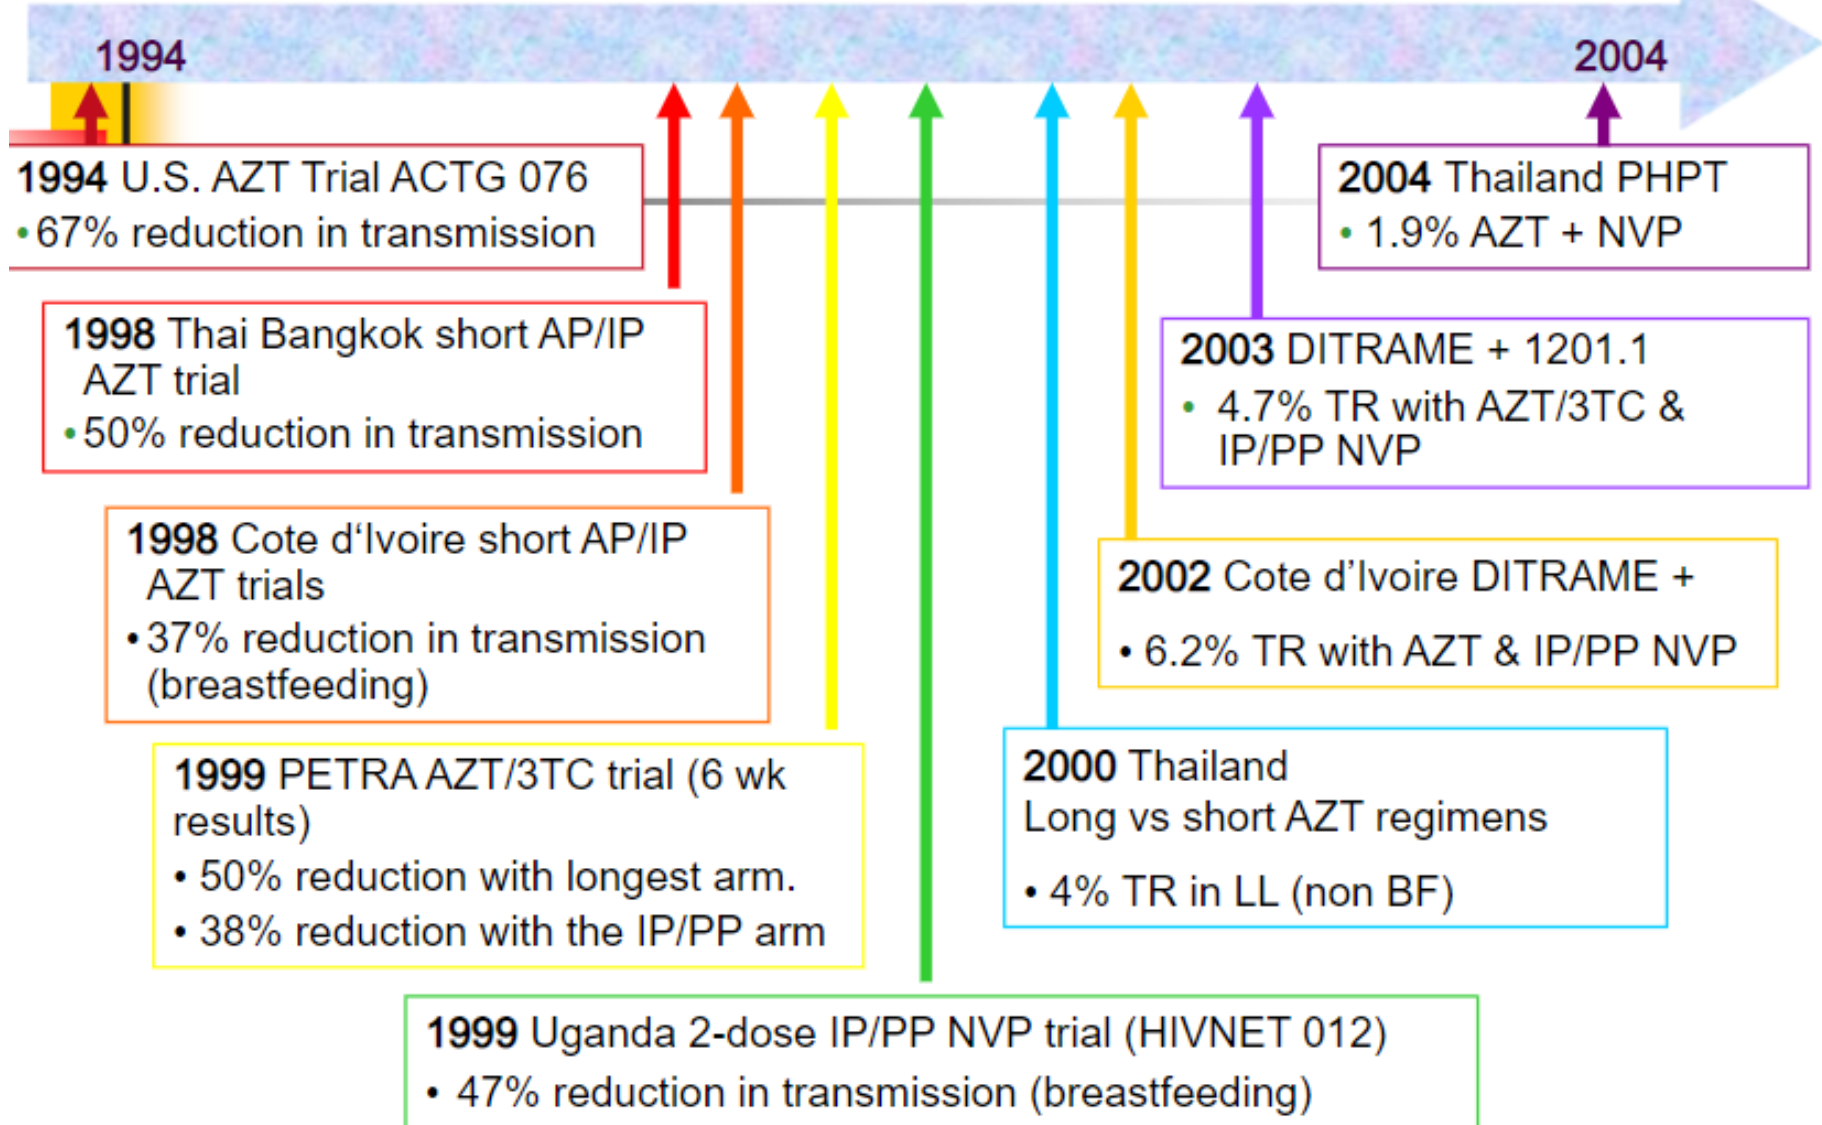 1994
2004
1994 U.S. AZT Trial ACTG 076
•67% reduction in transmission
1998 Thai Bangkok short AP/IP
AZT trial
•50% reduction in transmission
1998 Cote d‘Ivoire short AP/IP
AZT trials
•37% reduction in transmission
(breastfeeding)
1999 PETRA AZT/3TC trial (6 wk
results)
• 50% reduction with longest arm.
• 38% reduction with the IP/PP arm
1999 Uganda 2-dose IP/PP NVP trial (HIVNET 012)
• 47% reduction in transmission (breastfeeding)
2000 Thailand
Long vs short AZT regimens
• 4% TR in LL (non BF)
2002 Cote d’Ivoire DITRAME +
• 6.2% TR with AZT & IP/PP NVP
2003 DITRAME + 1201.1
• 4.7% TR with AZT/3TC &
IP/PP NVP
2004 Thailand PHPT
• 1.9% AZT + NVP